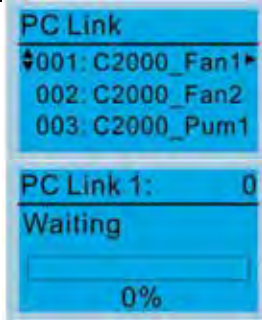 PC Link
001: C2000_Fan1
002: C2000_Fan2
003: C2000_Pum1
PC Link 1: 0
Waiting
0%